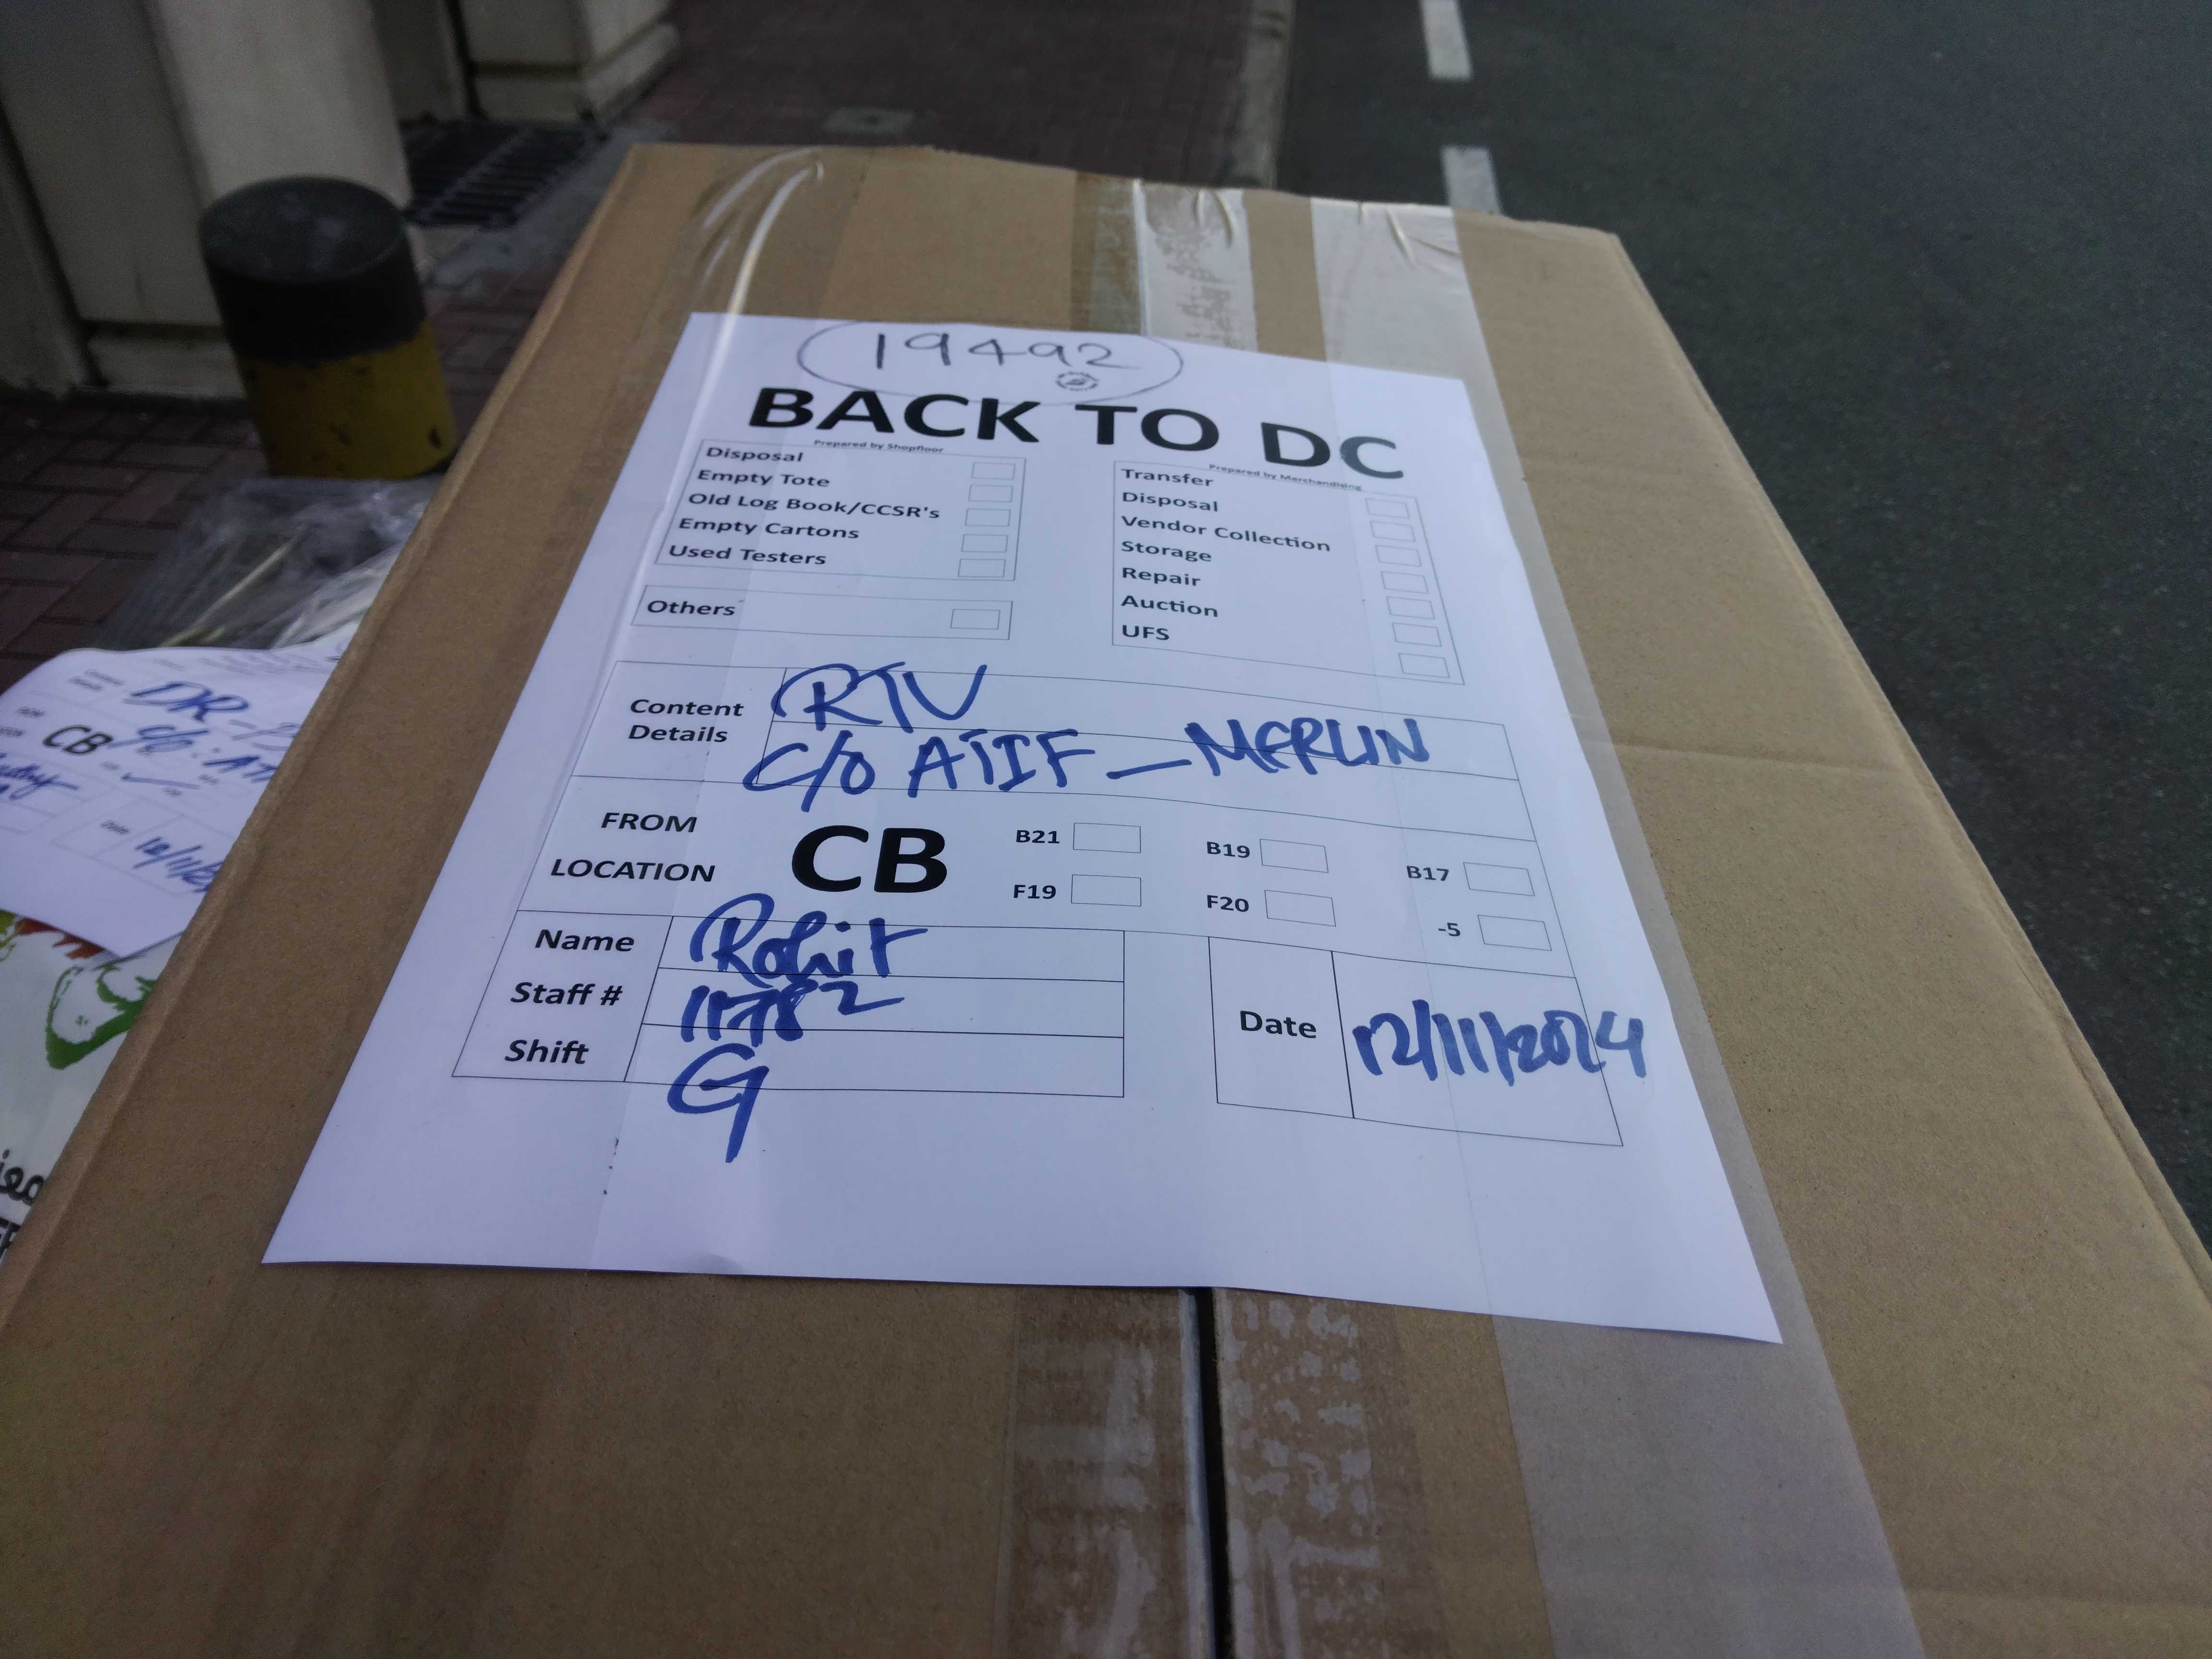 19492
BACK TO DC
Prepared by Shopfloor
Disposal
Empty Tote
Old Log Book/CCSR's
Empty Cartons
Used Testers
Others
Prepared by Merchandising
Transfer
Disposal
Vendor Collection
Storage
Repair
Auction
UFS
Content Details
RTV
C/o ATIF - MERLIN
FROM LOCATION
CB
B21 B19 B17
F19 F20 -5
Name Rohit
Staff # 11782
Shift G
Date 12/11/2024
DR
CB